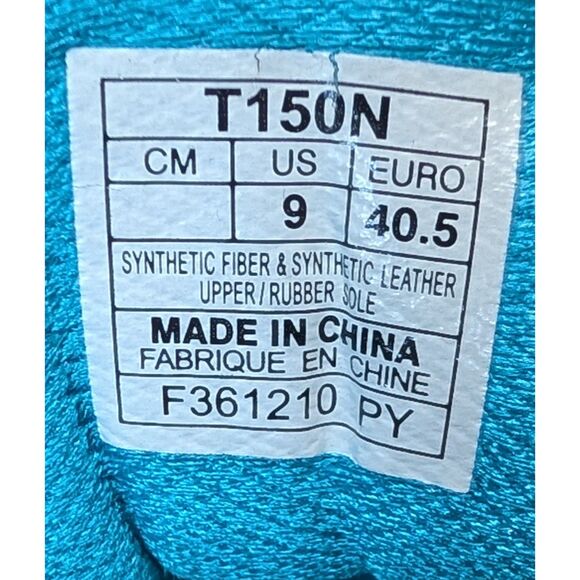 T150N
CM US EURO
9 40.5
SYNTHETIC FIBER & SYNTHETIC LEATHER
UPPER/RUBBER SOLE
MADE IN CHINA
FABRIQUE EN CHINE
F361210 PY